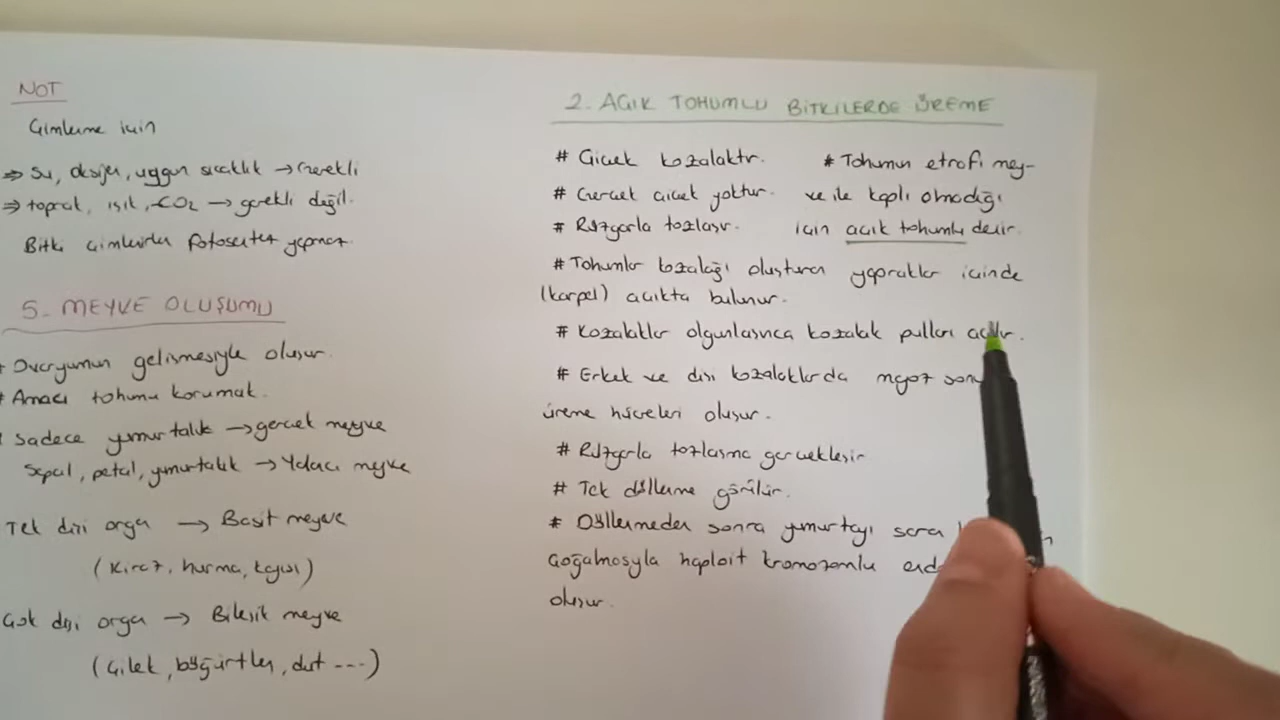 NOT
Çimlenme için
⇒ Su, oksijen, uygun sıcaklık → Gerekli
⇒ toprak, ışık, CO2 → gerekli değil.
Bitki çimlenirken fotosentez yapmaz.
5. MEYVE OLUŞUMU
Ovaryumun gelişmesiyle oluşur.
# Amacı tohumu korumak.
Sadece yumurtalık → gerçek meyve
Sepal, petal, yumurtalık → Yalancı meyve
Tek dişi organ → Basit meyve
(Kiraz, hurma, kayısı)
Çok dişi organ → Bileşik meyve
(Çilek, böğürtlen, dut ---)
2. AÇIK TOHUMLU BİTKİLERDE ÜREME
# Çiçek kozalaktır.
# Gerçek çiçek yoktur.
# Rüzgarla tozlaşır.
* Tohumun etrafı mey-
ve ile kaplı olmadığı
için açık tohumlu denir.
# Tohumlar kozalağı oluşturan yapraklar içinde
(karpel) açıkta bulunur.
# Kozalaklar olgunlaşınca kozalak pulları açılır.
# Erkek ve dişi kozalaklarda mayoz
üreme hücreleri oluşur.
# Rüzgarla tozlaşma gerçekleşir
# Tek dölleme görülür.
# Döllenmeden sonra yumurtayı saran
çoğalmasıyla haploit kromozomlu
oluşur.